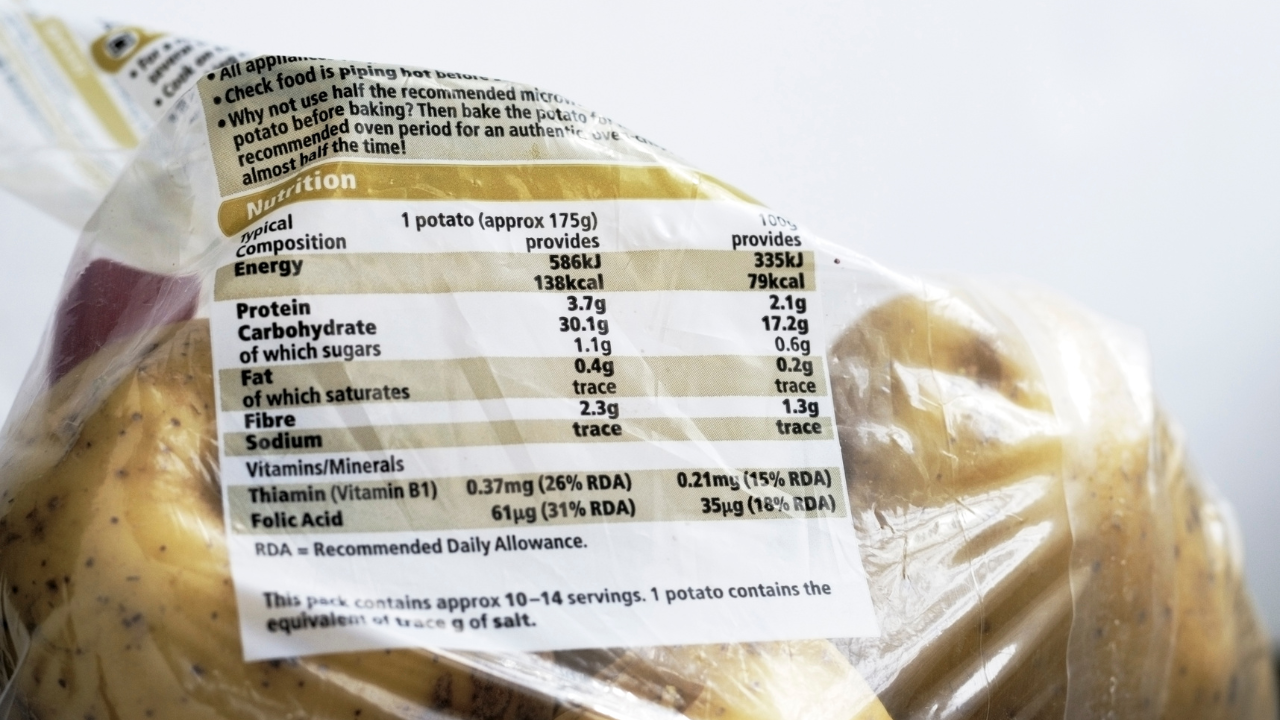 • For a
• Cook on
• All applian
• Check food is piping hot before
• Why not use half the recommended micro
potato before baking? Then bake the potato for
recommended oven period for an authentic
almost half the time!
Nutrition
Typical 1 potato (approx 175g) 100g
Composition provides provides
Energy 586kJ 335kJ
138kcal 79kcal
Protein 3.7g 2.1g
Carbohydrate 30.1g 17.2g
of which sugars 1.1g 0.6g
Fat 0.4g 0.2g
of which saturates trace trace
Fibre 2.3g 1.3g
Sodium trace trace
Vitamins/Minerals
Thiamin (Vitamin B1) 0.37mg (26% RDA) 0.21mg (15% RDA)
Folic Acid 61µg (31% RDA) 35µg (18% RDA)
RDA = Recommended Daily Allowance.
This pack contains approx 10–14 servings. 1 potato contains the
equivalent of trace g of salt.